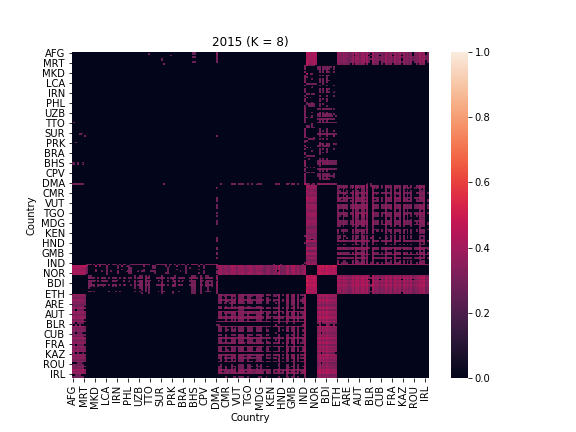 2015 (K = 8)
AFG
MRT
MKD
LCA
IRN
PHL
UZB
TTO
SUR
PRK
BRA
BHS
CPV
DMA
CMR
VUT
TGO
MDG
KEN
HND
GMB
IND
NOR
BDI
ETH
ARE
AUT
BLR
CUB
FRA
KAZ
ROU
IRL
Country
AFG MRT MKD LCA IRN PHL UZB TTO SUR PRK BRA BHS CPV DMA CMR VUT TGO MDG KEN HND GMB IND NOR BDI ETH ARE AUT BLR CUB FRA KAZ ROU IRL
Country
1.0
0.8
0.6
0.4
0.2
0.0